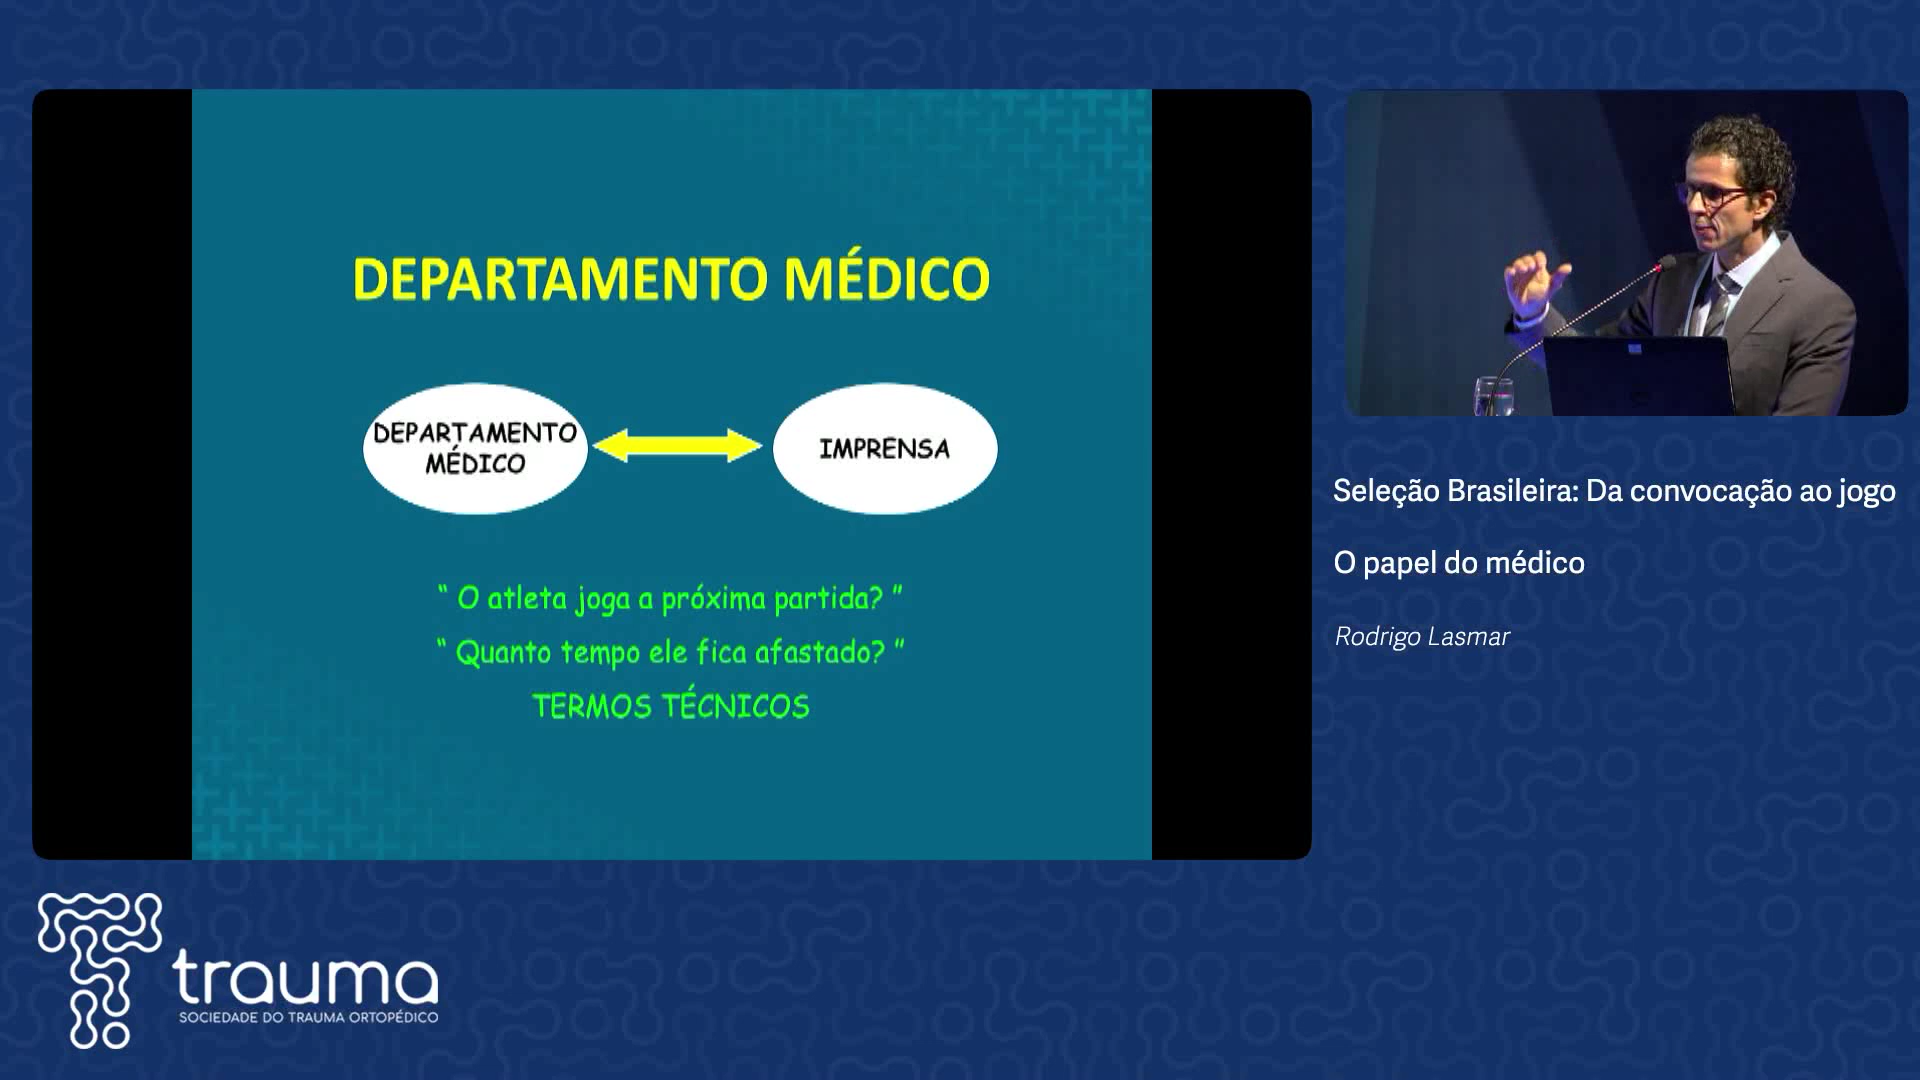 DEPARTAMENTO MÉDICO
DEPARTAMENTO
MÉDICO
IMPRENSA
“ O atleta joga a próxima partida? ”
“ Quanto tempo ele fica afastado? ”
TERMOS TÉCNICOS
Seleção Brasileira: Da convocação ao jogo
O papel do médico
Rodrigo Lasmar
trauma
SOCIEDADE DO TRAUMA ORTOPÉDICO